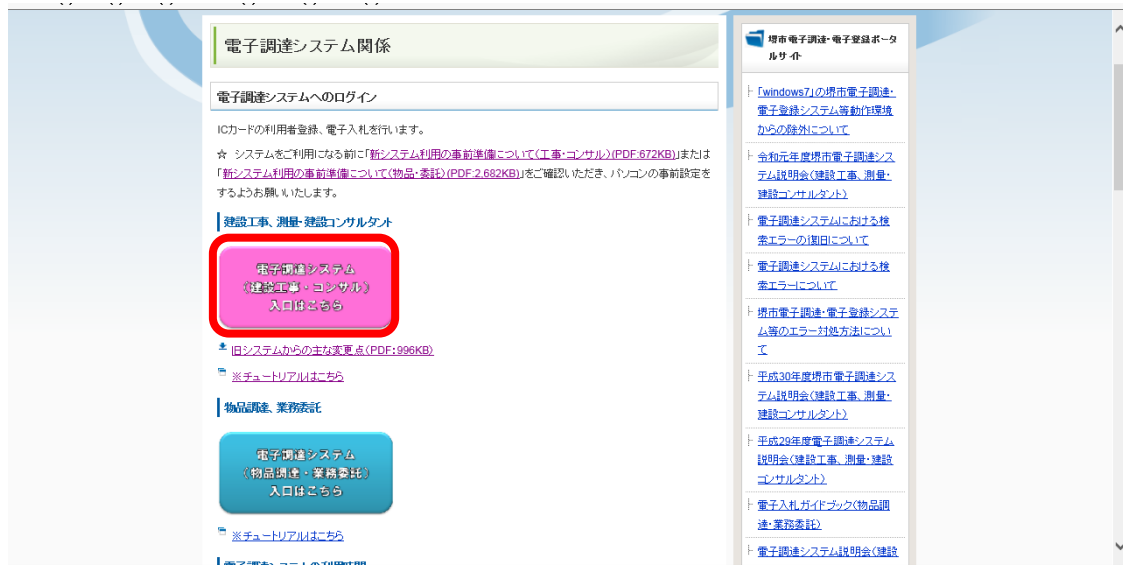 電子調達システム関係
電子調達システムへのログイン
ICカードの利用者登録、電子入札を行います。
☆ システムをご利用になる前に「新システム利用の事前準備について(工事・コンサル)(PDF:672KB)」または
「新システム利用の事前準備について(物品・委託)(PDF:2,682KB)」をご確認いただき、パソコンの事前設定を
するようお願いいたします。
建設工事、測量・建設コンサルタント
電子調達システム
(建設工事・コンサル)
入口はこちら
旧システムからの主な変更点(PDF:996KB)
※チュートリアルはこちら
物品調達、業務委託
電子調達システム
(物品調達・業務委託)
入口はこちら
※チュートリアルはこちら
電子調達システムの利用時間
堺市電子調達・電子登録ポータ
ルサイト
「windows7」の堺市電子調達・
電子登録システム等動作環境
からの除外について
令和元年度堺市電子調達シス
テム説明会(建設工事、測量・
建設コンサルタント)
電子調達システムにおける検
索エラーの復旧について
電子調達システムにおける検
索エラーについて
堺市電子調達・電子登録システ
ム等のエラー対処方法につい
て
平成30年度堺市電子調達シス
テム説明会(建設工事、測量・
建設コンサルタント)
平成29年度電子調達システム
説明会(建設工事、測量・建設
コンサルタント)
電子入札ガイドブック(物品調
達・業務委託)
電子調達システム説明会(建設